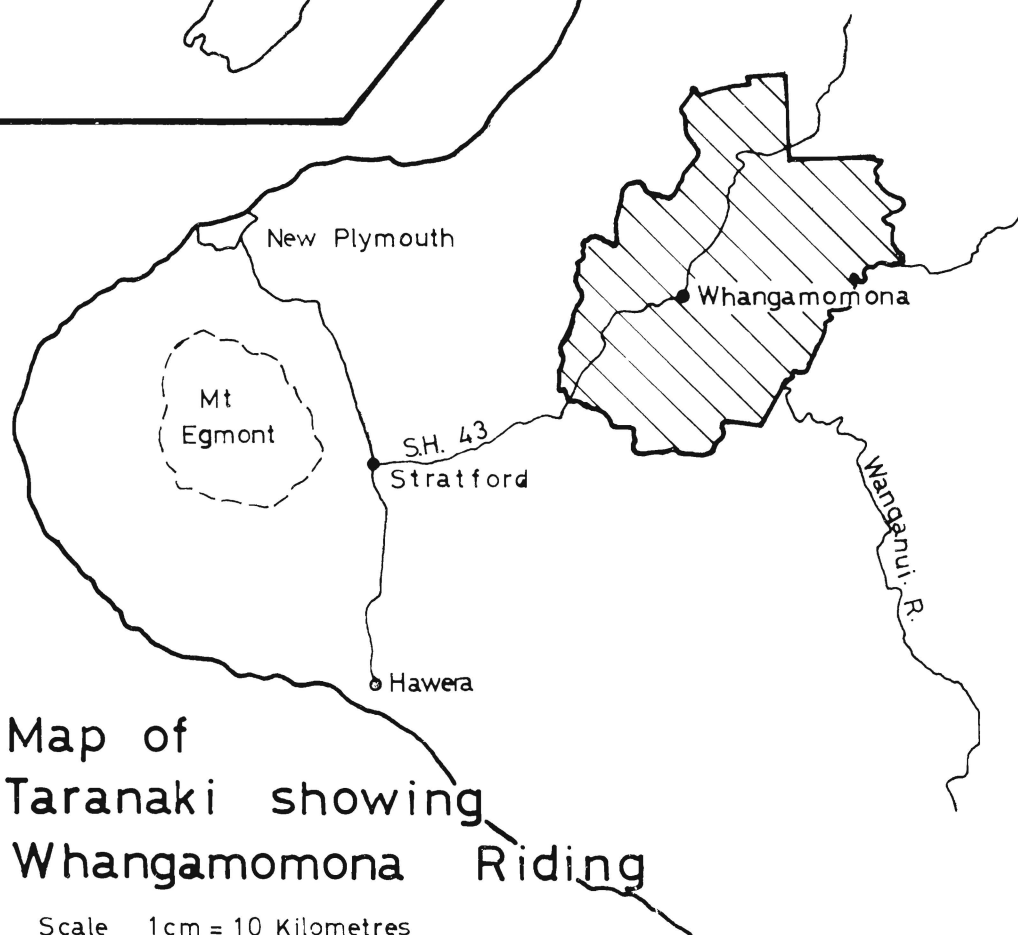 New Plymouth
Whangamomona
Mt
Egmont
S.H. 43
Stratford
Wanganui. R.
Hawera
Map of
Taranaki showing
Whangamomona Riding
Scale 1cm = 10 Kilometres